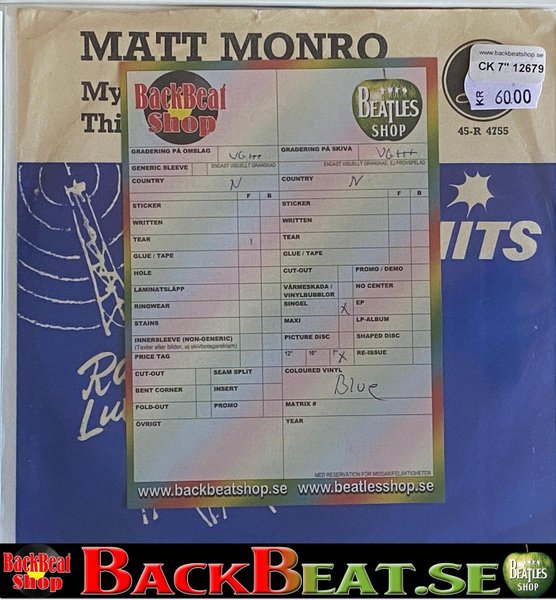 MATT MONRO
www.backbeatshop.se
CK 7" 12679
KR 60.00
My
Thi
45-R 4755
BackBeat Shop
BEATLES SHOP
GRADERING PÅ OMSLAG VG+++
GRADERING PÅ SKIVA VG+++
GENERIC SLEEVE ENDAST VISUELLT GRANSKAD
ENDAST VISUELLT GRANSKAD, EJ PROVSPELAD
COUNTRY N
COUNTRY N
F B
F B
STICKER
STICKER
WRITTEN
WRITTEN
TEAR 1
TEAR
GLUE / TAPE
GLUE / TAPE
HOLE
CUT-OUT PROMO / DEMO
LAMINATSLÄPP
VÄRMESKADA / VINYLBUBBLOR NO CENTER
RINGWEAR
SINGEL X EP
STAINS
MAXI LP-ALBUM
INNERSLEEVE (NON-GENERIC)
(Texter eller bilder, ej skivbolagsreklam)
PICTURE DISC SHAPED DISC
PRICE TAG
12" 10" 7" X RE-ISSUE
CUT-OUT SEAM SPLIT
COLOURED VINYL
BENT CORNER INSERT
Blue
FOLD-OUT PROMO
MATRIX #
ÖVRIGT
YEAR
MED RESERVATION FÖR MISSAR/FELAKTIGHETER
www.backbeatshop.se www.beatlesshop.se
HITS
BackBeat Shop
BACKBEAT.SE
BEATLES SHOP